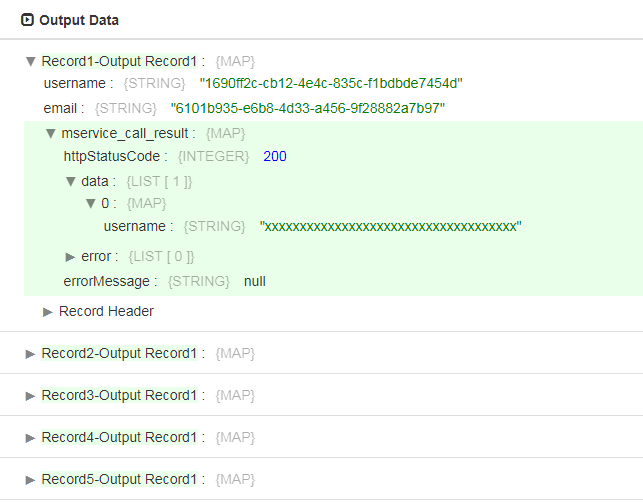 Output Data
Record1-Output Record1 : {MAP}
username : {STRING} "1690ff2c-cb12-4e4c-835c-f1bdbde7454d"
email : {STRING} "6101b935-e6b8-4d33-a456-9f28882a7b97"
mservice_call_result : {MAP}
httpStatusCode : {INTEGER} 200
data : {LIST [ 1 ]}
0 : {MAP}
username : {STRING} "xxxxxxxxxxxxxxxxxxxxxxxxxxxxxxxxxxxx"
error : {LIST [ 0 ]}
errorMessage : {STRING} null
Record Header
Record2-Output Record1 : {MAP}
Record3-Output Record1 : {MAP}
Record4-Output Record1 : {MAP}
Record5-Output Record1 : {MAP}